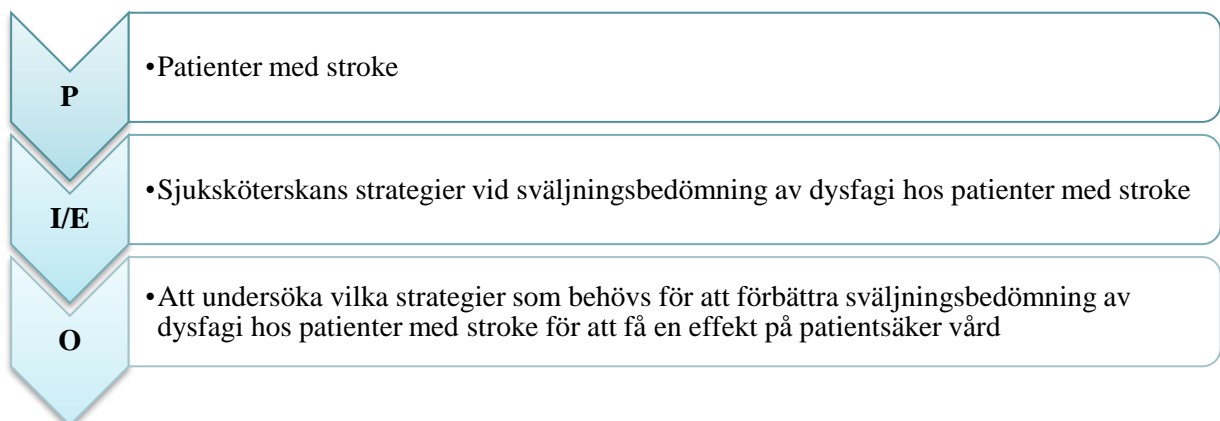 P
•Patienter med stroke
I/E
•Sjuksköterskans strategier vid sväljningsbedömning av dysfagi hos patienter med stroke
O
•Att undersöka vilka strategier som behövs för att förbättra sväljningsbedömning av
dysfagi hos patienter med stroke för att få en effekt på patientsäker vård